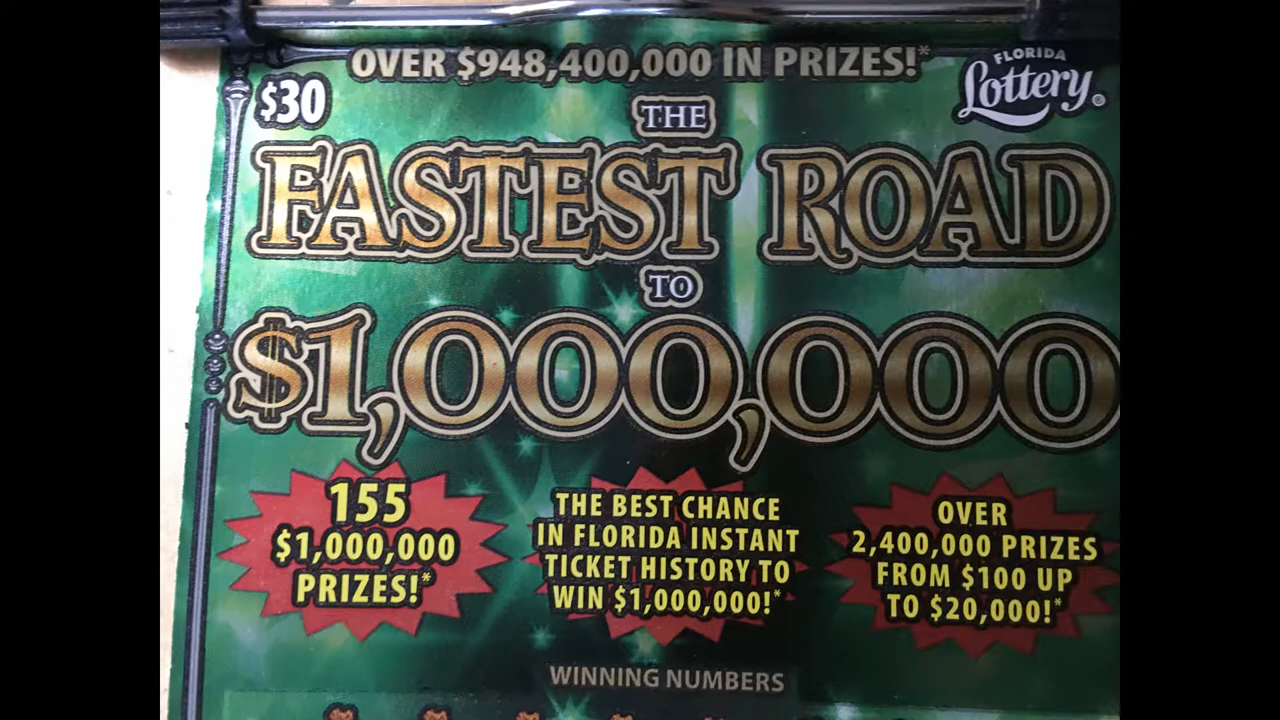 OVER $948,400,000 IN PRIZES!*
FLORIDA
Lottery®
$30
THE
FASTEST ROAD
TO
$1,000,000
155
$1,000,000
PRIZES!*
THE BEST CHANCE
IN FLORIDA INSTANT
TICKET HISTORY TO
WIN $1,000,000!*
OVER
2,400,000 PRIZES
FROM $100 UP
TO $20,000!*
WINNING NUMBERS